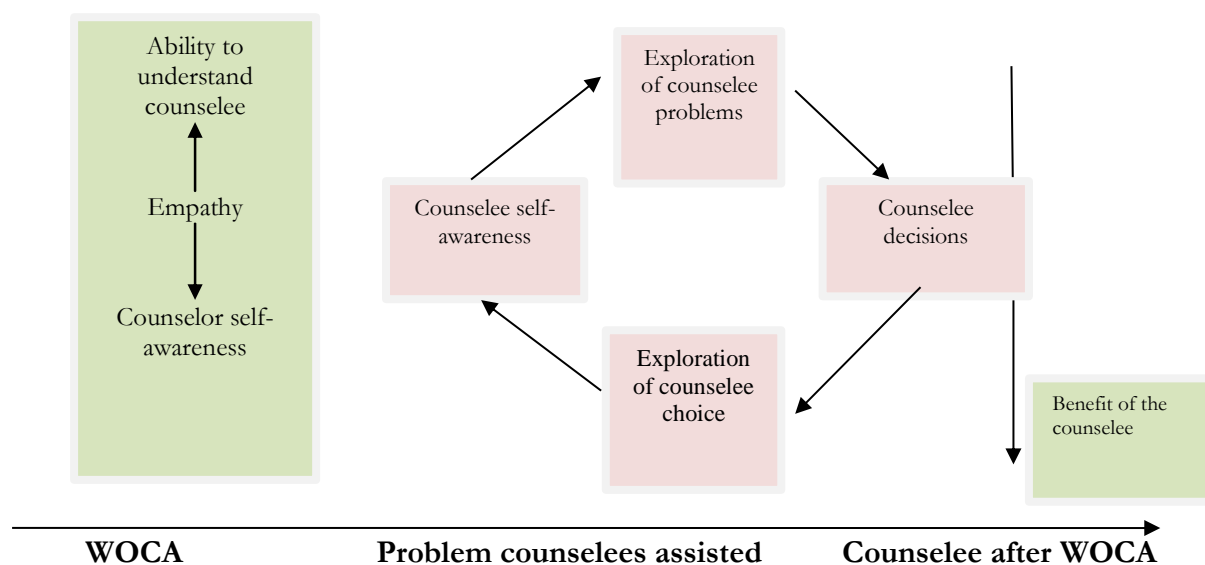 Ability to
understand
counselee
Empathy
Counselor self-
awareness
Exploration
of counselee
problems
Counselee self-
awareness
Counselee
decisions
Exploration
of counselee
choice
Benefit of the
counselee
WOCA
Problem counselees assisted
Counselee after WOCA